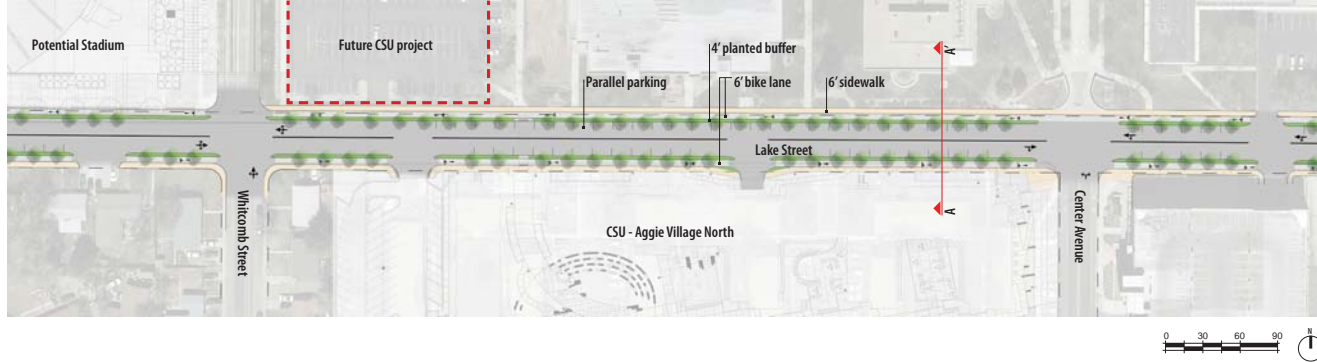 Potential Stadium
Future CSU project
4' planted buffer
Parallel parking
6' bike lane
6' sidewalk
A'
Lake Street
Whitcomb Street
CSU - Aggie Village North
A
Center Avenue
0 30 60 90
N